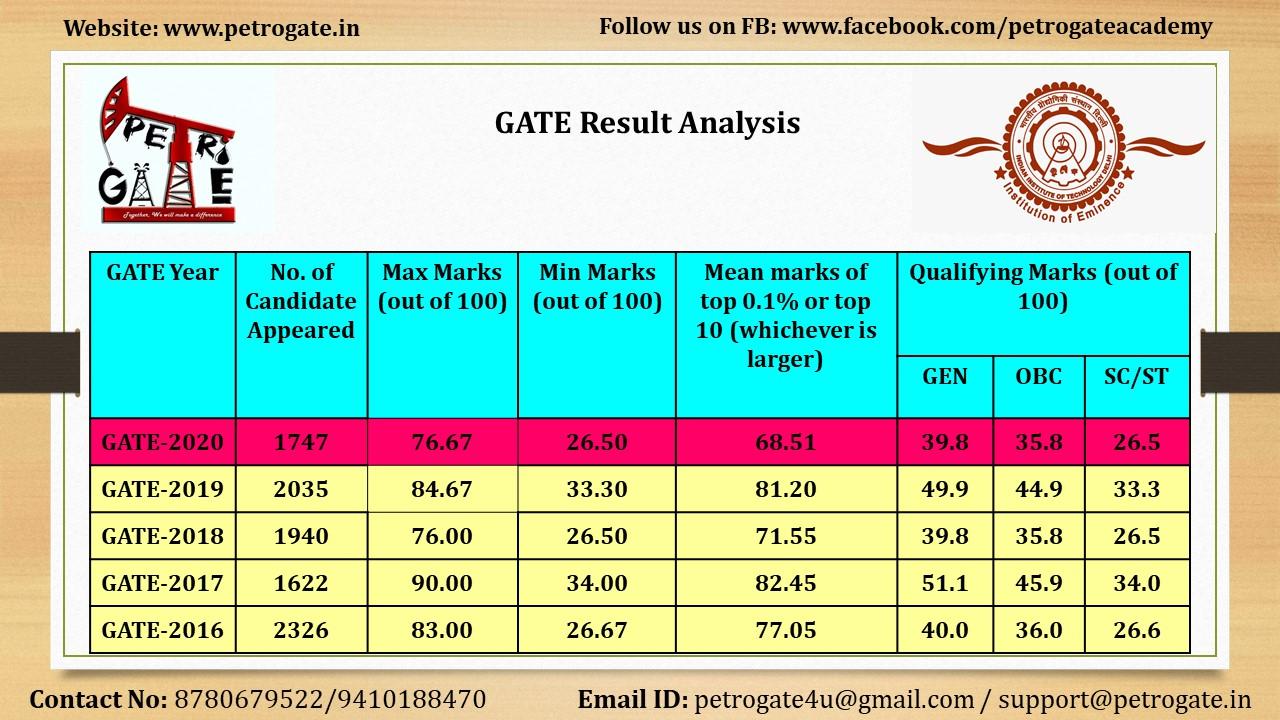 Website: www.petrogate.in
Follow us on FB: www.facebook.com/petrogateacademy
PETRO
GATE
Together, We will make a difference
GATE Result Analysis
भारतीय प्रौद्योगिकी संस्थान दिल्ली
INDIAN INSTITUTE OF TECHNOLOGY DELHI
Institution of Eminence
GATE Year
No. of
Candidate
Appeared
Max Marks
(out of 100)
Min Marks
(out of 100)
Mean marks of
top 0.1% or top
10 (whichever is
larger)
Qualifying Marks (out of
100)
GEN OBC SC/ST
GATE-2020 1747 76.67 26.50 68.51 39.8 35.8 26.5
GATE-2019 2035 84.67 33.30 81.20 49.9 44.9 33.3
GATE-2018 1940 76.00 26.50 71.55 39.8 35.8 26.5
GATE-2017 1622 90.00 34.00 82.45 51.1 45.9 34.0
GATE-2016 2326 83.00 26.67 77.05 40.0 36.0 26.6
Contact No: 8780679522/9410188470
Email ID: petrogate4u@gmail.com / support@petrogate.in